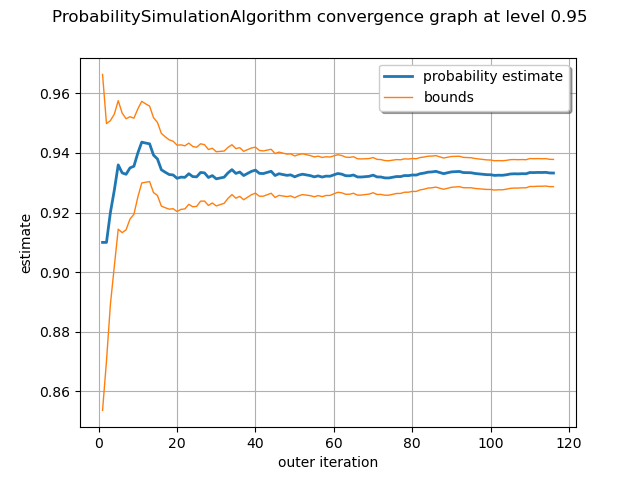 ProbabilitySimulationAlgorithm convergence graph at level 0.95
probability estimate
bounds
estimate
0.96
0.94
0.92
0.90
0.88
0.86
0
20
40
60
80
100
120
outer iteration